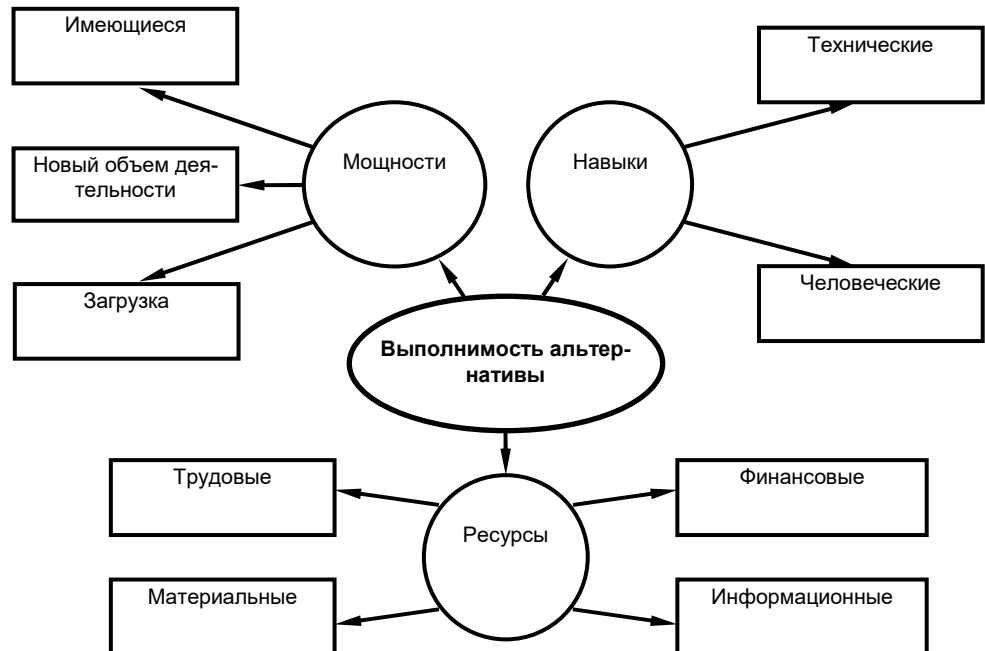 Имеющиеся
Технические
Новый объем дея-
тельности
Мощности
Навыки
Загрузка
Человеческие
Выполнимость альтер-
нативы
Трудовые
Финансовые
Ресурсы
Материальные
Информационные